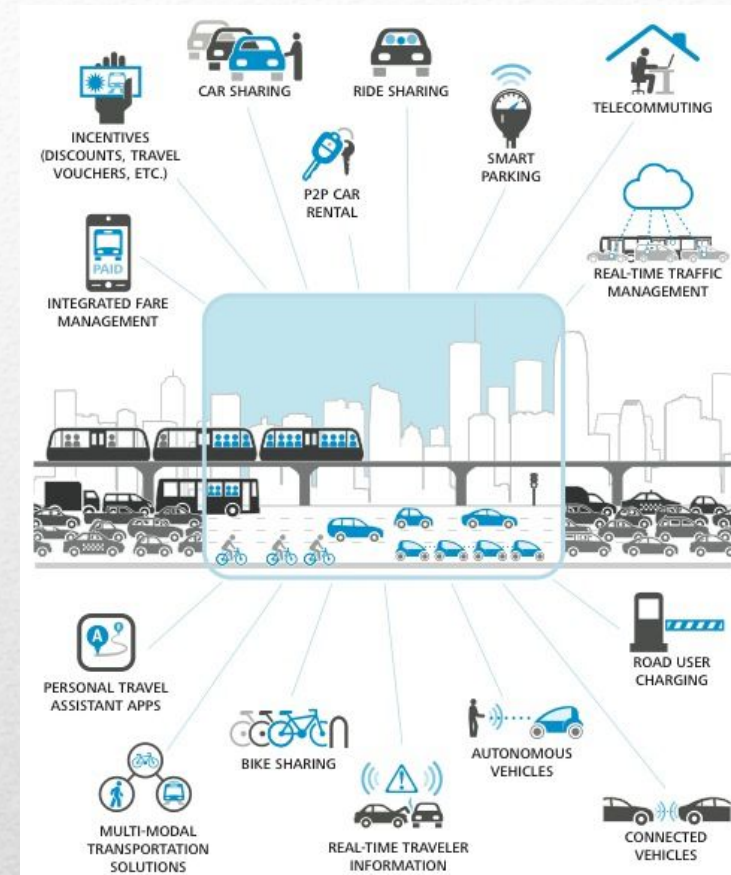 CAR SHARING
RIDE SHARING
TELECOMMUTING
INCENTIVES
(DISCOUNTS, TRAVEL
VOUCHERS, ETC.)
P2P CAR
RENTAL
SMART
PARKING
PAID
INTEGRATED FARE
MANAGEMENT
REAL-TIME TRAFFIC
MANAGEMENT
A
PERSONAL TRAVEL
ASSISTANT APPS
ROAD USER
CHARGING
BIKE SHARING
AUTONOMOUS
VEHICLES
MULTI-MODAL
TRANSPORTATION
SOLUTIONS
REAL-TIME TRAVELER
INFORMATION
CONNECTED
VEHICLES